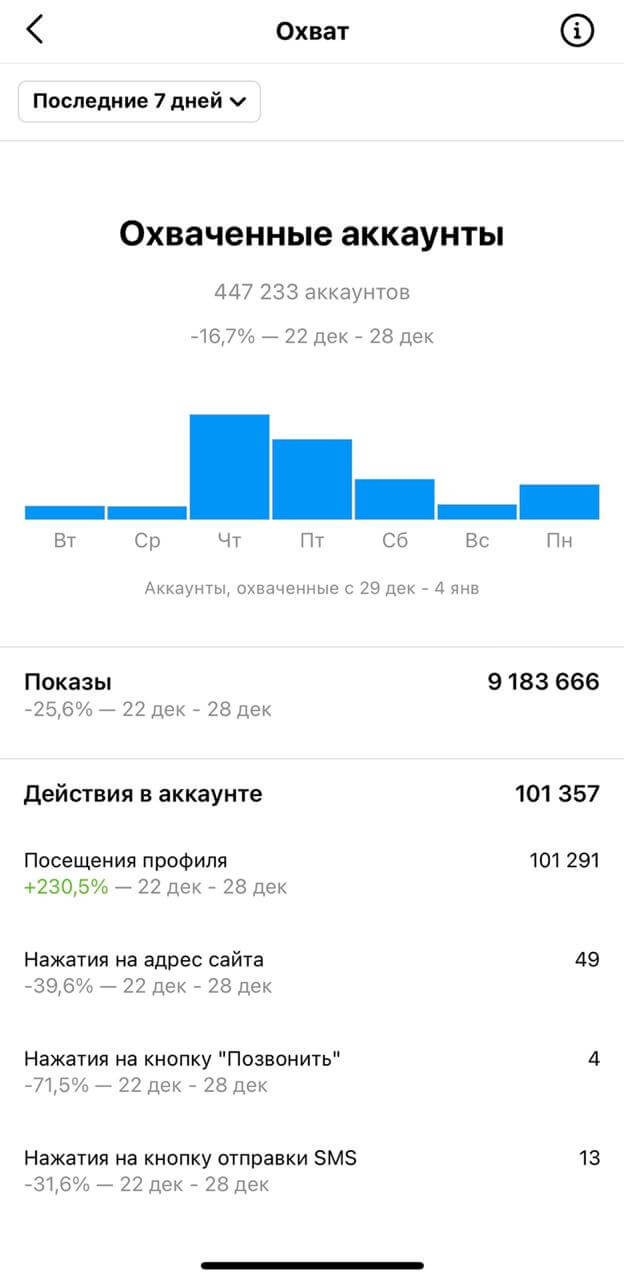 Охват
Последние 7 дней
Охваченные аккаунты
447 233 аккаунтов
-16,7% — 22 дек - 28 дек
Вт Ср Чт Пт Сб Вс Пн
Аккаунты, охваченные с 29 дек - 4 янв
Показы 9 183 666
-25,6% — 22 дек - 28 дек
Действия в аккаунте 101 357
Посещения профиля 101 291
+230,5% — 22 дек - 28 дек
Нажатия на адрес сайта 49
-39,6% — 22 дек - 28 дек
Нажатия на кнопку "Позвонить" 4
-71,5% — 22 дек - 28 дек
Нажатия на кнопку отправки SMS 13
-31,6% — 22 дек - 28 дек